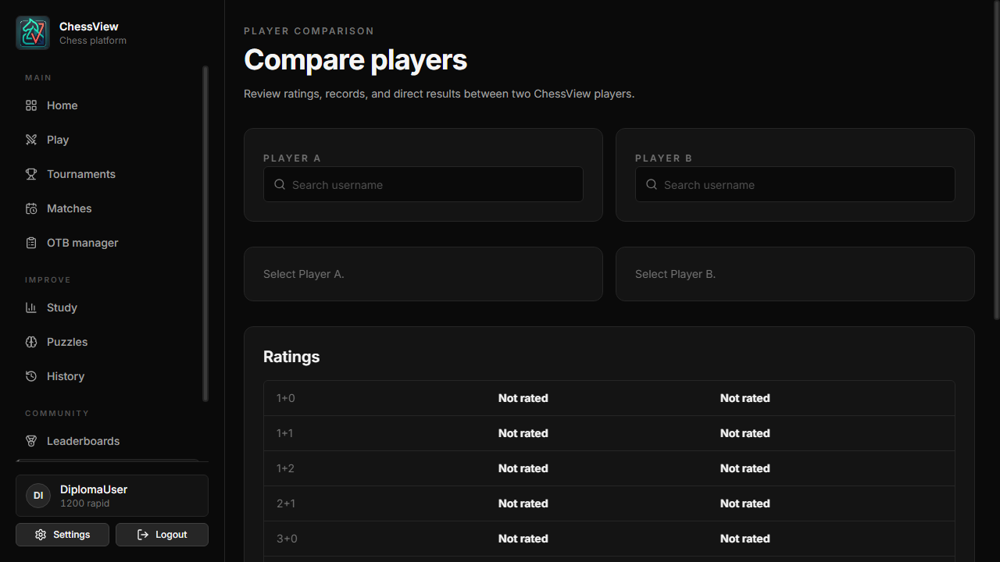 ChessView
Chess platform
MAIN
Home
Play
Tournaments
Matches
OTB manager
IMPROVE
Study
Puzzles
History
COMMUNITY
Leaderboards
DI
DiplomaUser
1200 rapid
Settings
Logout
PLAYER COMPARISON
Compare players
Review ratings, records, and direct results between two ChessView players.
PLAYER A
Search username
PLAYER B
Search username
Select Player A.
Select Player B.
Ratings
1+0 Not rated Not rated
1+1 Not rated Not rated
1+2 Not rated Not rated
2+1 Not rated Not rated
3+0 Not rated Not rated